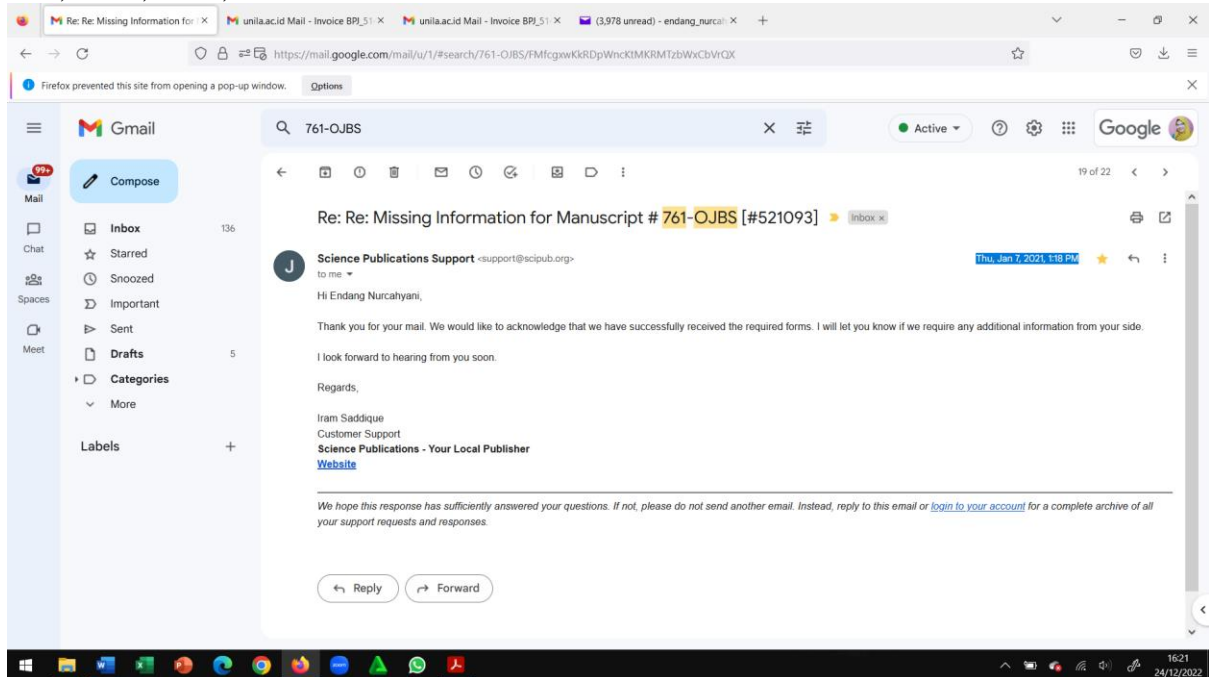 Re: Re: Missing Information for
unila.ac.id Mail - Invoice BPJ_51
unila.ac.id Mail - Invoice BPJ_51
(3,978 unread) - endang_nurcah
https://mail.google.com/mail/u/1/#search/761-OJBS/FMfcgxwKkRDpWncKtMKRMTzbWxCbVrQX
Firefox prevented this site from opening a pop-up window. Options
Gmail
761-OJBS
Active
Google
99+
Mail
Chat
Spaces
Meet
Compose
Inbox 136
Starred
Snoozed
Important
Sent
Drafts 5
Categories
More
Labels
19 of 22
Re: Re: Missing Information for Manuscript # 761-OJBS [#521093] Inbox x
J
Science Publications Support <support@scipub.org> Thu, Jan 7, 2021, 1:18 PM
to me
Hi Endang Nurcahyani,
Thank you for your mail. We would like to acknowledge that we have successfully received the required forms. I will let you know if we require any additional information from your side.
I look forward to hearing from you soon.
Regards,
Iram Saddique
Customer Support
Science Publications - Your Local Publisher
Website
We hope this response has sufficiently answered your questions. If not, please do not send another email. Instead, reply to this email or login to your account for a complete archive of all
your support requests and responses.
Reply Forward
16:21
24/12/2022